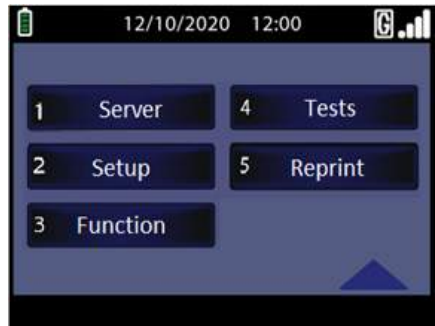 12/10/2020 12:00 G
1 Server
2 Setup
3 Function
4 Tests
5 Reprint